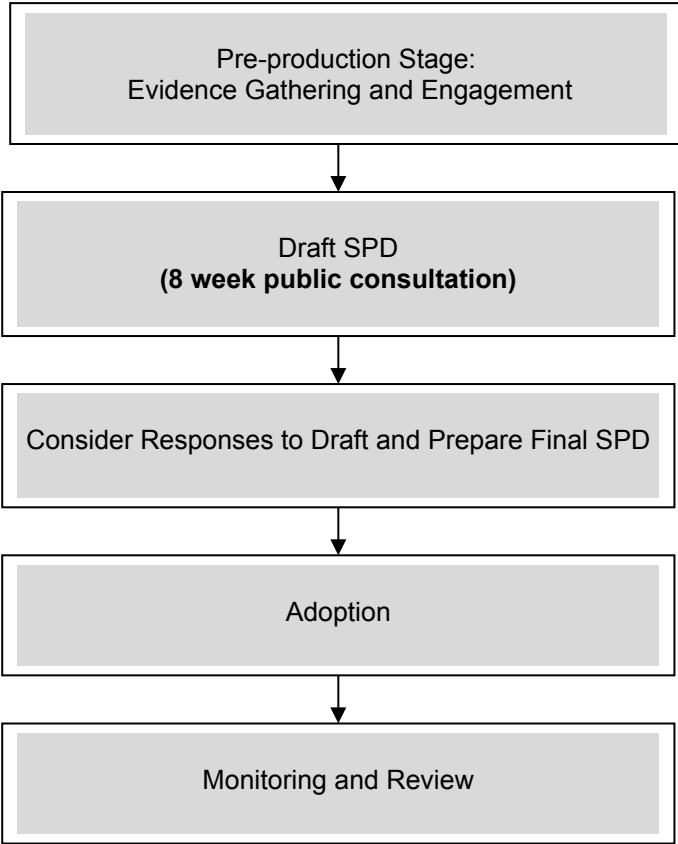 Pre-production Stage:
Evidence Gathering and Engagement
Draft SPD
(8 week public consultation)
Consider Responses to Draft and Prepare Final SPD
Adoption
Monitoring and Review